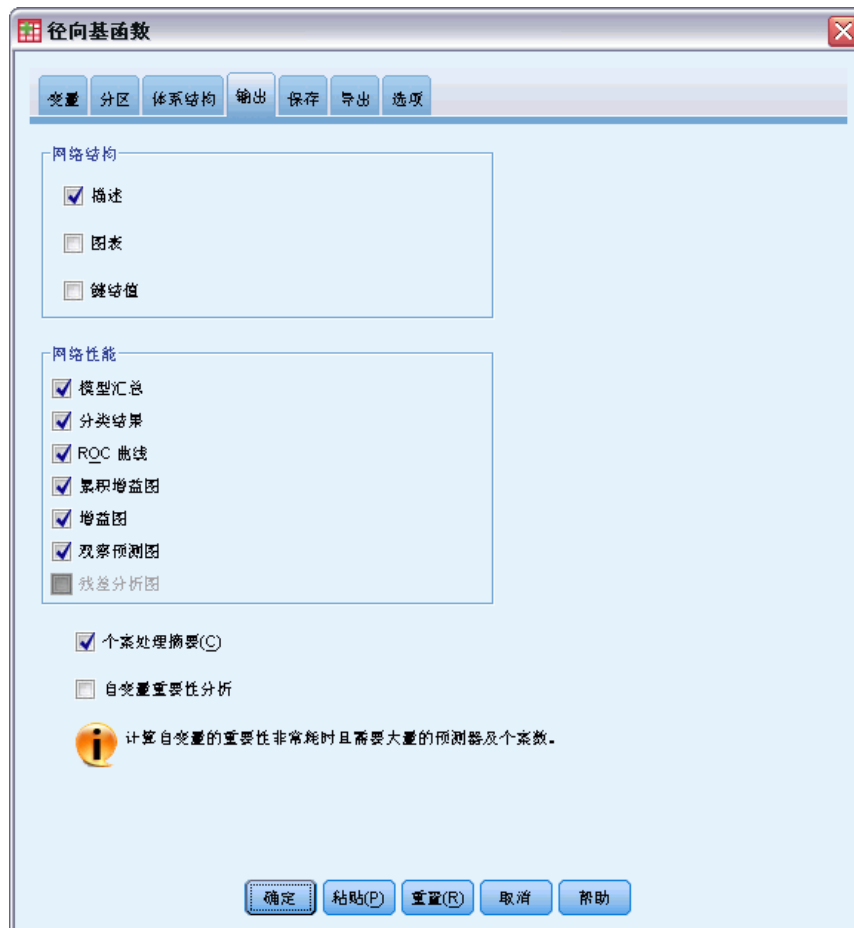 径向基函数
变量 分区 体系结构 输出 保存 导出 选项
网络结构
描述
图表
键结值
网络性能
模型汇总
分类结果
ROC 曲线
累积增益图
增益图
观察预测图
残差分析图
个案处理摘要(C)
自变量重要性分析
计算自变量的重要性非常耗时且需要大量的预测器及个案数。
确定 粘贴(P) 重置(R) 取消 帮助